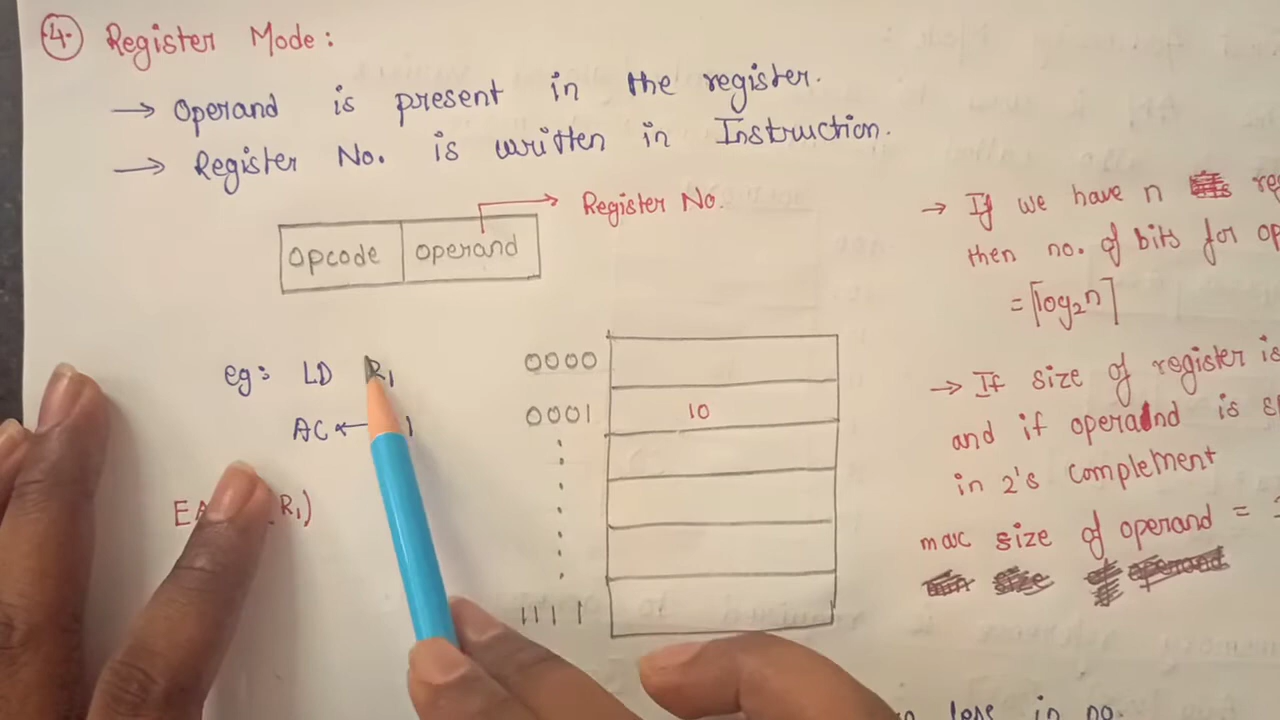 ④ Register Mode:
→ Operand is present in the register.
→ Register No. is written in Instruction.
Register No.
opcode operand
eg: LD R₁
AC ←
EA R₁)
0000
0001 10
1111
→ If we have n
then no. of bits for
= ⌈log₂n⌉
→ If size of register is
and if operand is
in 2's complement
max size of operand =
less in no.